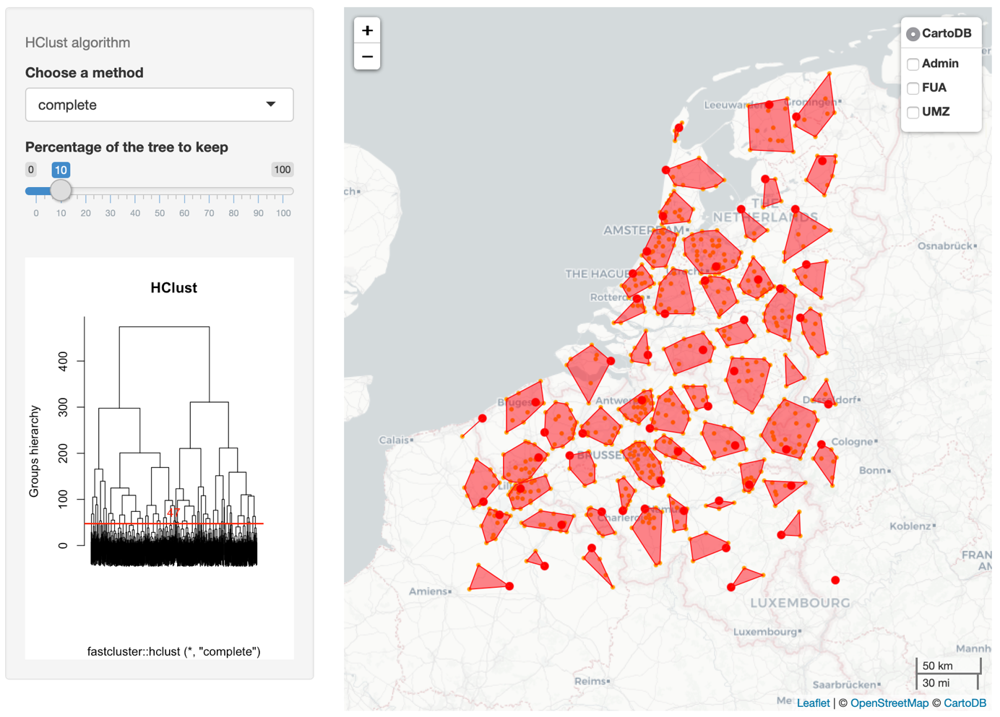 HClust algorithm
Choose a method
complete
Percentage of the tree to keep
0 10 100
0 10 20 30 40 50 60 70 80 90 100
HClust
Groups hierarchy
400
300
200
100
0
47
fastcluster::hclust (*, "complete")
+
−
CartoDB
Admin
FUA
UMZ
Leeuwarden
Groningen
ch
THE
NETHERLANDS
AMSTERDAM
Osnabrück
THE HAGUE
Utrecht
Bruges
Antwer
Düsseldorf
Calais
Cologne
BRUSSELS
Bonn
Lille
Charleroi
Namur
Koblenz
FRAN
AM
Amiens
LUXEMBOURG
Luxembourg
Mannh
50 km
30 mi
Reims
Saarbrücken
Me
Leaflet | © OpenStreetMap © CartoDB